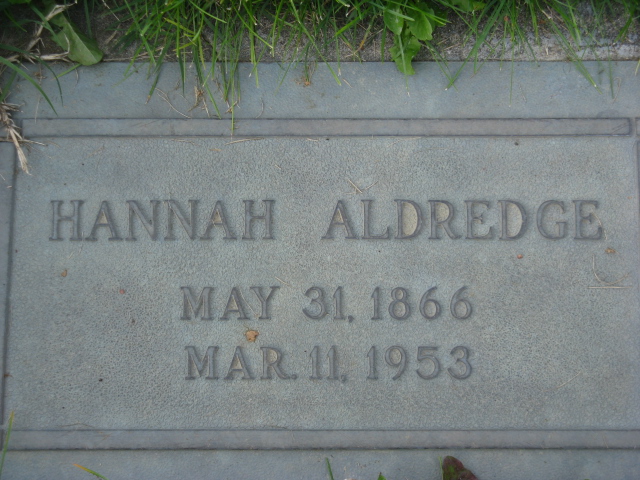 HANNAH ALDREDGE
MAY 31, 1866
MAR. 11, 1953